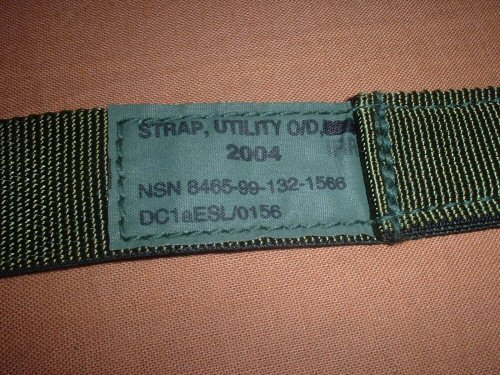 STRAP, UTILITY O/D,
2004
NSN 8465-99-132-1566
DC1aESL/0156